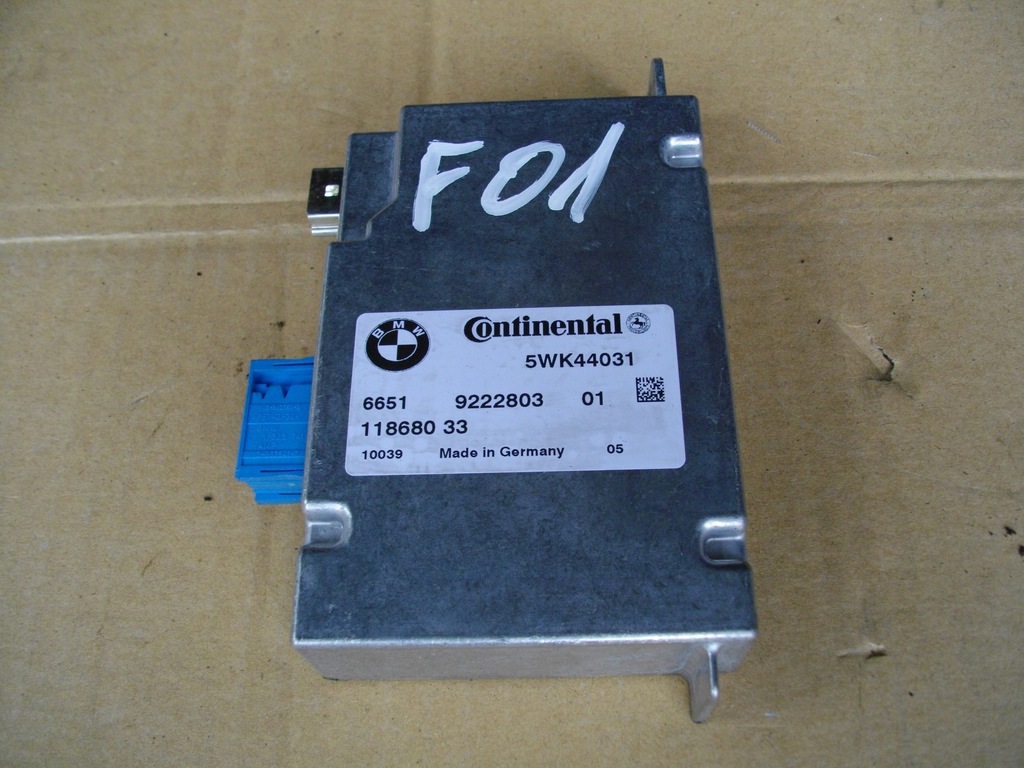 F01
BMW Continental
5WK44031
6651 9222803 01
118680 33
10039 Made in Germany 05